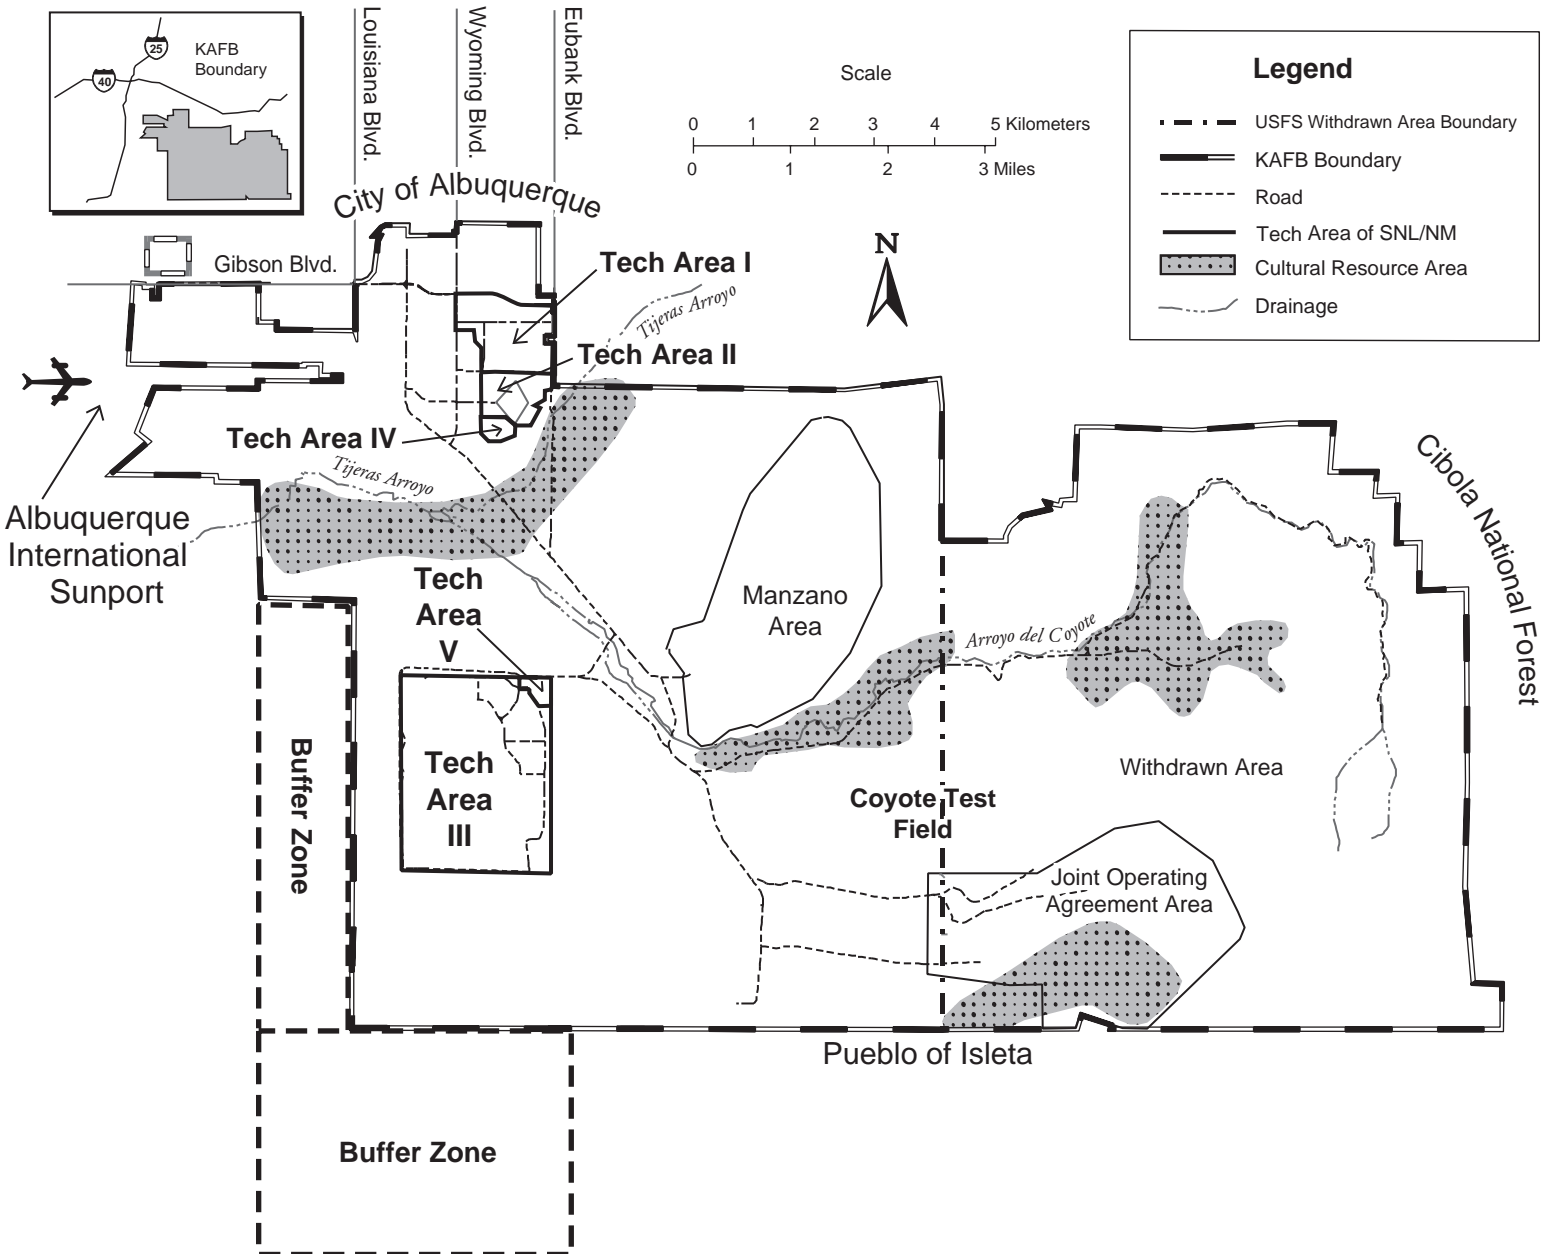 25
KAFB
Boundary
40
Louisiana Blvd.
Wyoming Blvd.
Eubank Blvd.
Scale
0 1 2 3 4 5 Kilometers
0 1 2 3 Miles
Legend
USFS Withdrawn Area Boundary
KAFB Boundary
Road
Tech Area of SNL/NM
Cultural Resource Area
Drainage
City of Albuquerque
Gibson Blvd.
N
Tech Area I
Tijeras Arroyo
Tech Area II
Tech Area IV
Tijeras Arroyo
Albuquerque
International
Sunport
Cibola National Forest
Tech
Area
V
Manzano
Area
Arroyo del Coyote
Buffer Zone
Tech
Area
III
Withdrawn Area
Coyote Test
Field
Joint Operating
Agreement Area
Pueblo of Isleta
Buffer Zone